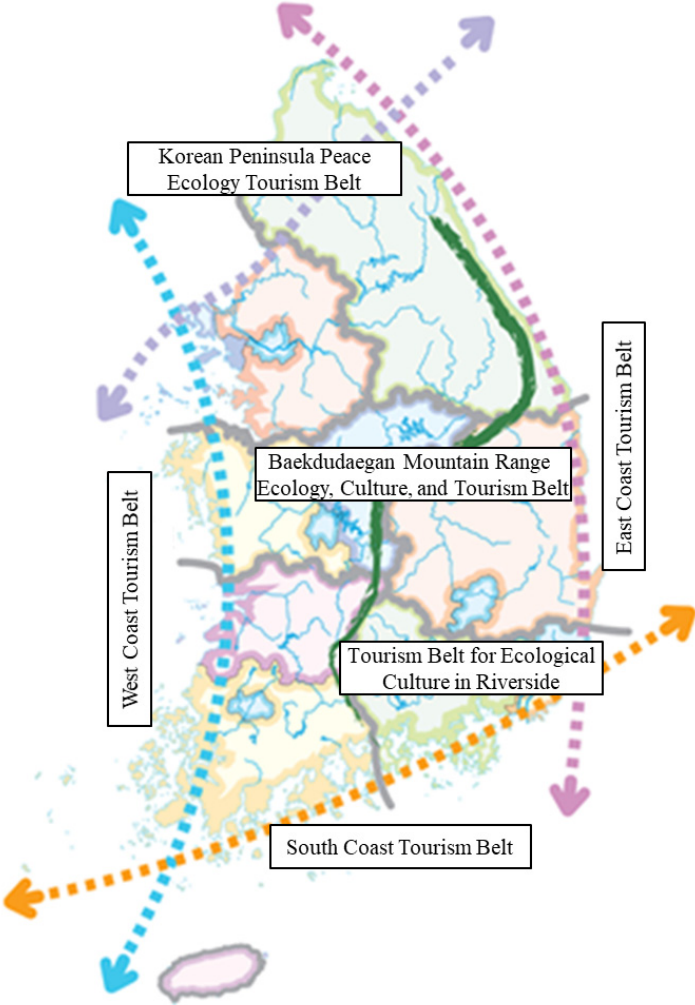 Korean Peninsula Peace
Ecology Tourism Belt
East Coast Tourism Belt
Baekdudaegan Mountain Range
Ecology, Culture, and Tourism Belt
West Coast Tourism Belt
Tourism Belt for Ecological
Culture in Riverside
South Coast Tourism Belt